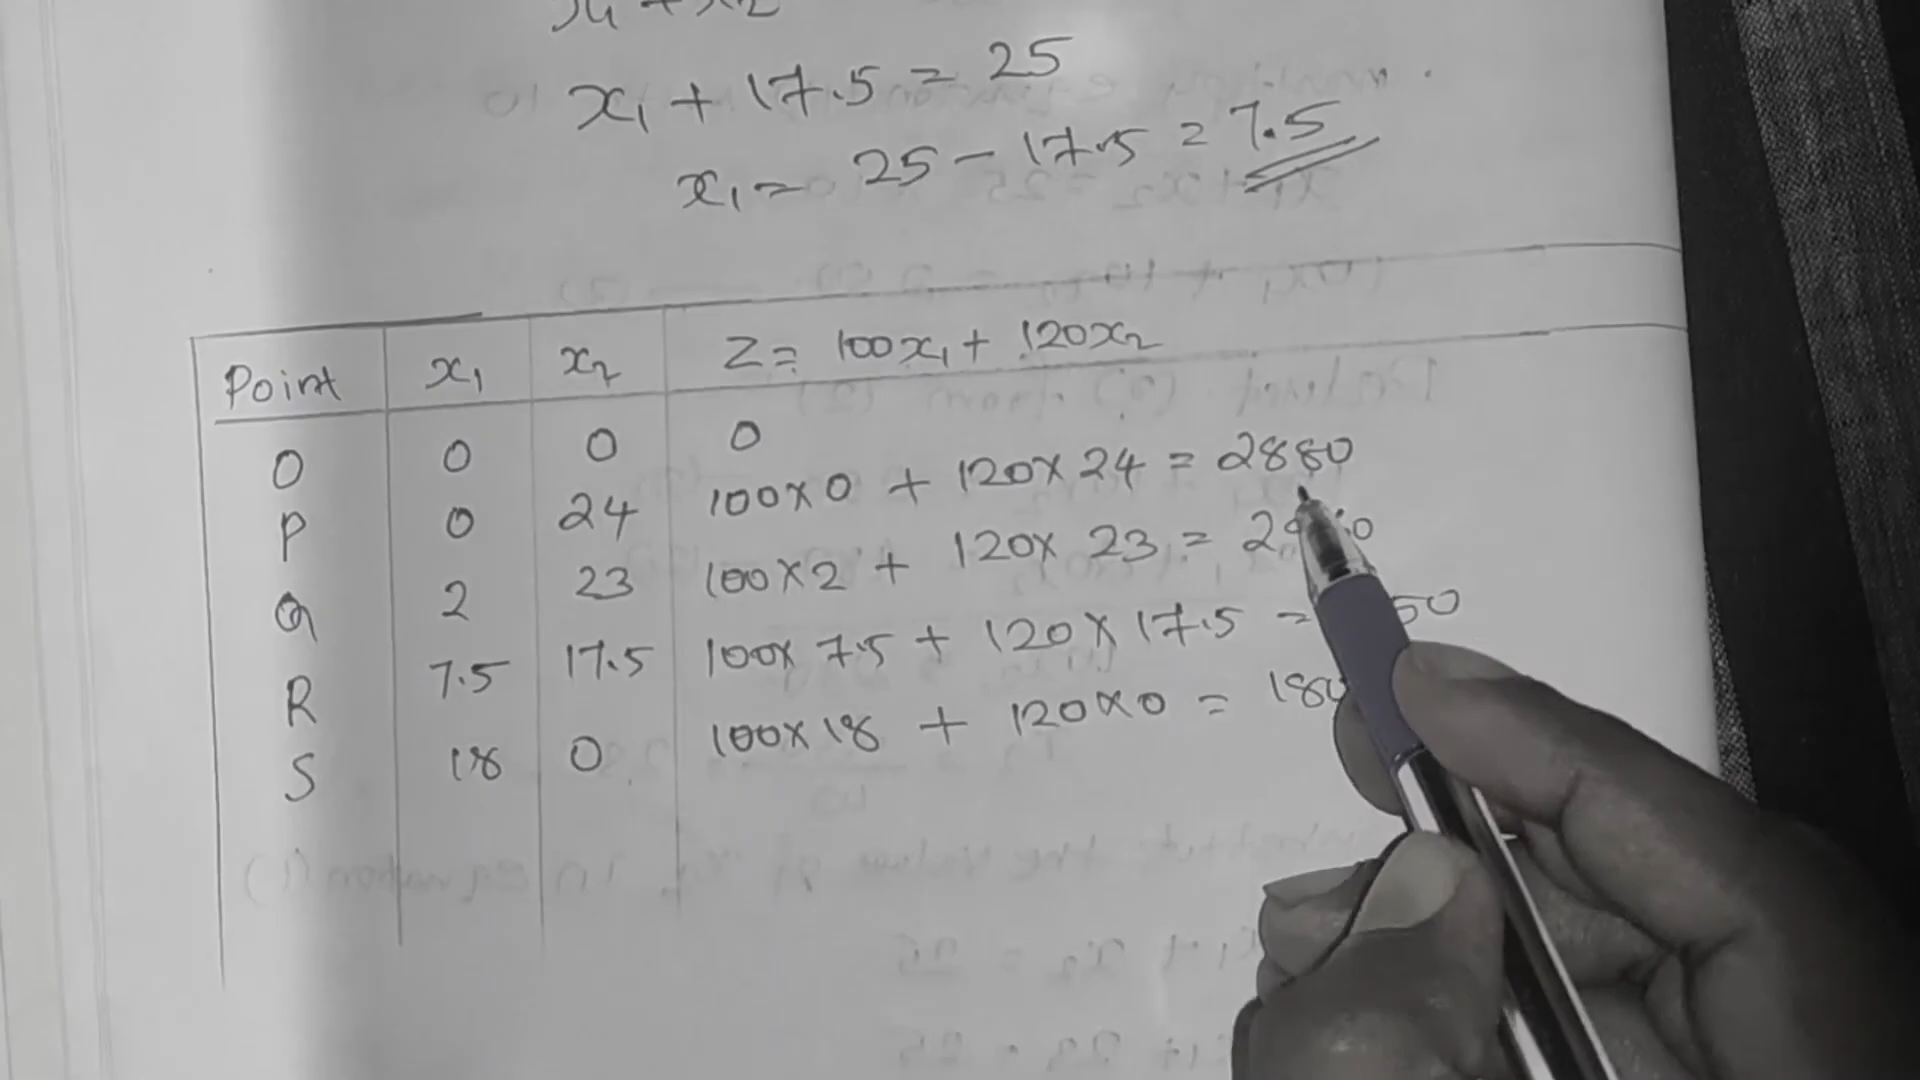 x₁ + 17.5 = 25
x₁ = 25 - 17.5 = 7.5
Point x₁ x₂ Z = 100x₁ + 120x₂
O 0 0 0
P 0 24 100×0 + 120×24 = 2880
Q 2 23 100×2 + 120×23 =
R 7.5 17.5 100×7.5 + 120×17.5 =
S 18 0 100×18 + 120×0 =